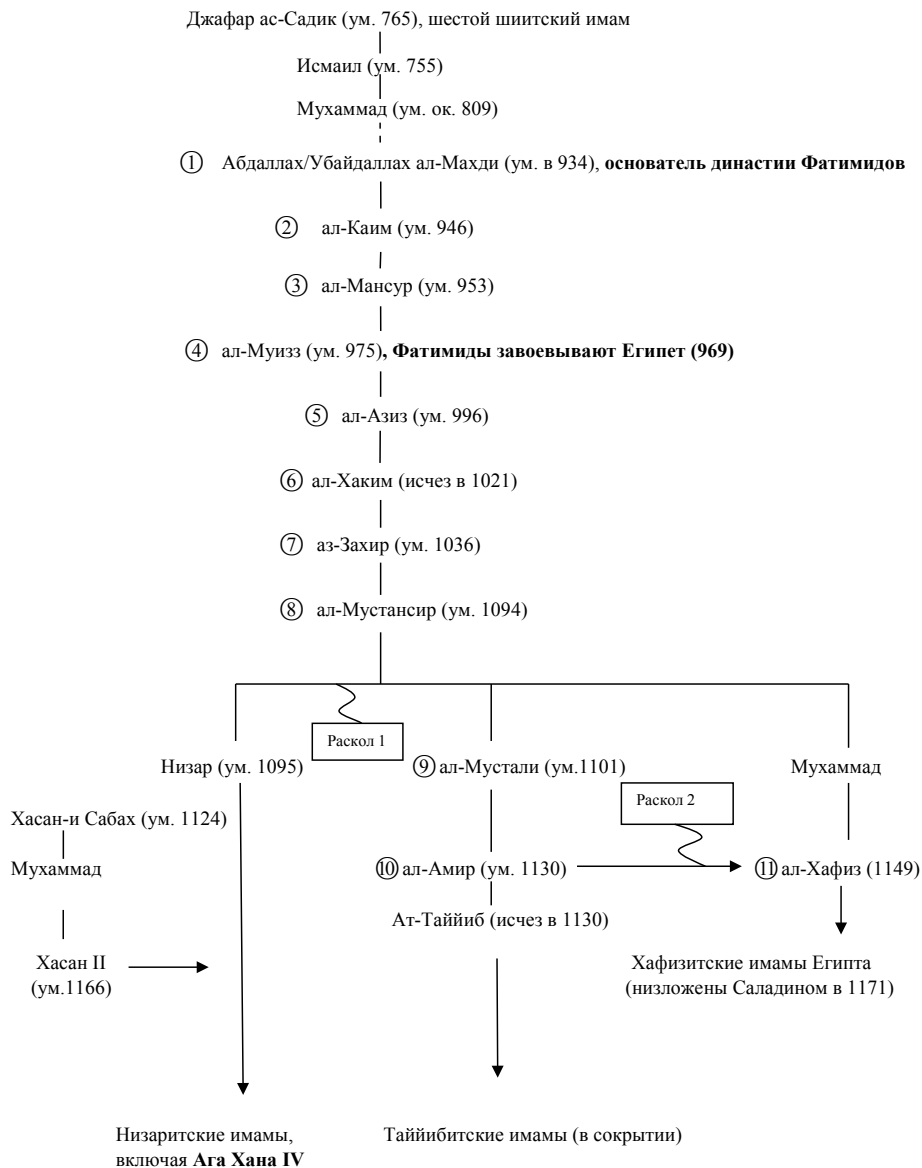 Джафар ас-Садик (ум. 765), шестой шиитский имам
Исмаил (ум. 755)
Мухаммад (ум. ок. 809)
① Абдаллах/Убайдаллах ал-Махди (ум. в 934), основатель династии Фатимидов
② ал-Каим (ум. 946)
③ ал-Мансур (ум. 953)
④ ал-Муизз (ум. 975), Фатимиды завоевывают Египет (969)
⑤ ал-Азиз (ум. 996)
⑥ ал-Хаким (исчез в 1021)
⑦ аз-Захир (ум. 1036)
⑧ ал-Мустансир (ум. 1094)
Раскол 1
Низар (ум. 1095)
⑨ ал-Мустали (ум.1101)
Мухаммад
Раскол 2
Хасан-и Сабах (ум. 1124)
Мухаммад
⑩ ал-Амир (ум. 1130)
⑪ ал-Хафиз (1149)
Ат-Таййиб (исчез в 1130)
Хасан II
(ум.1166)
Хафизитские имамы Египта
(низложены Саладином в 1171)
Низаритские имамы,
включая Ага Хана IV
Таййибитские имамы (в сокрытии)